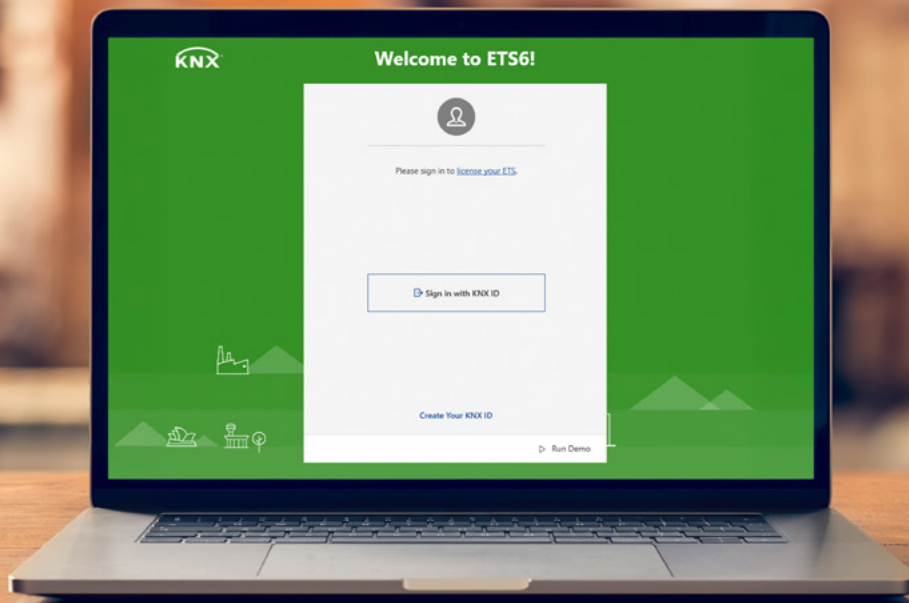 KNX
Welcome to ETS6!
Please sign in to license your ETS.
Sign in with KNX ID
Create Your KNX ID
Run Demo